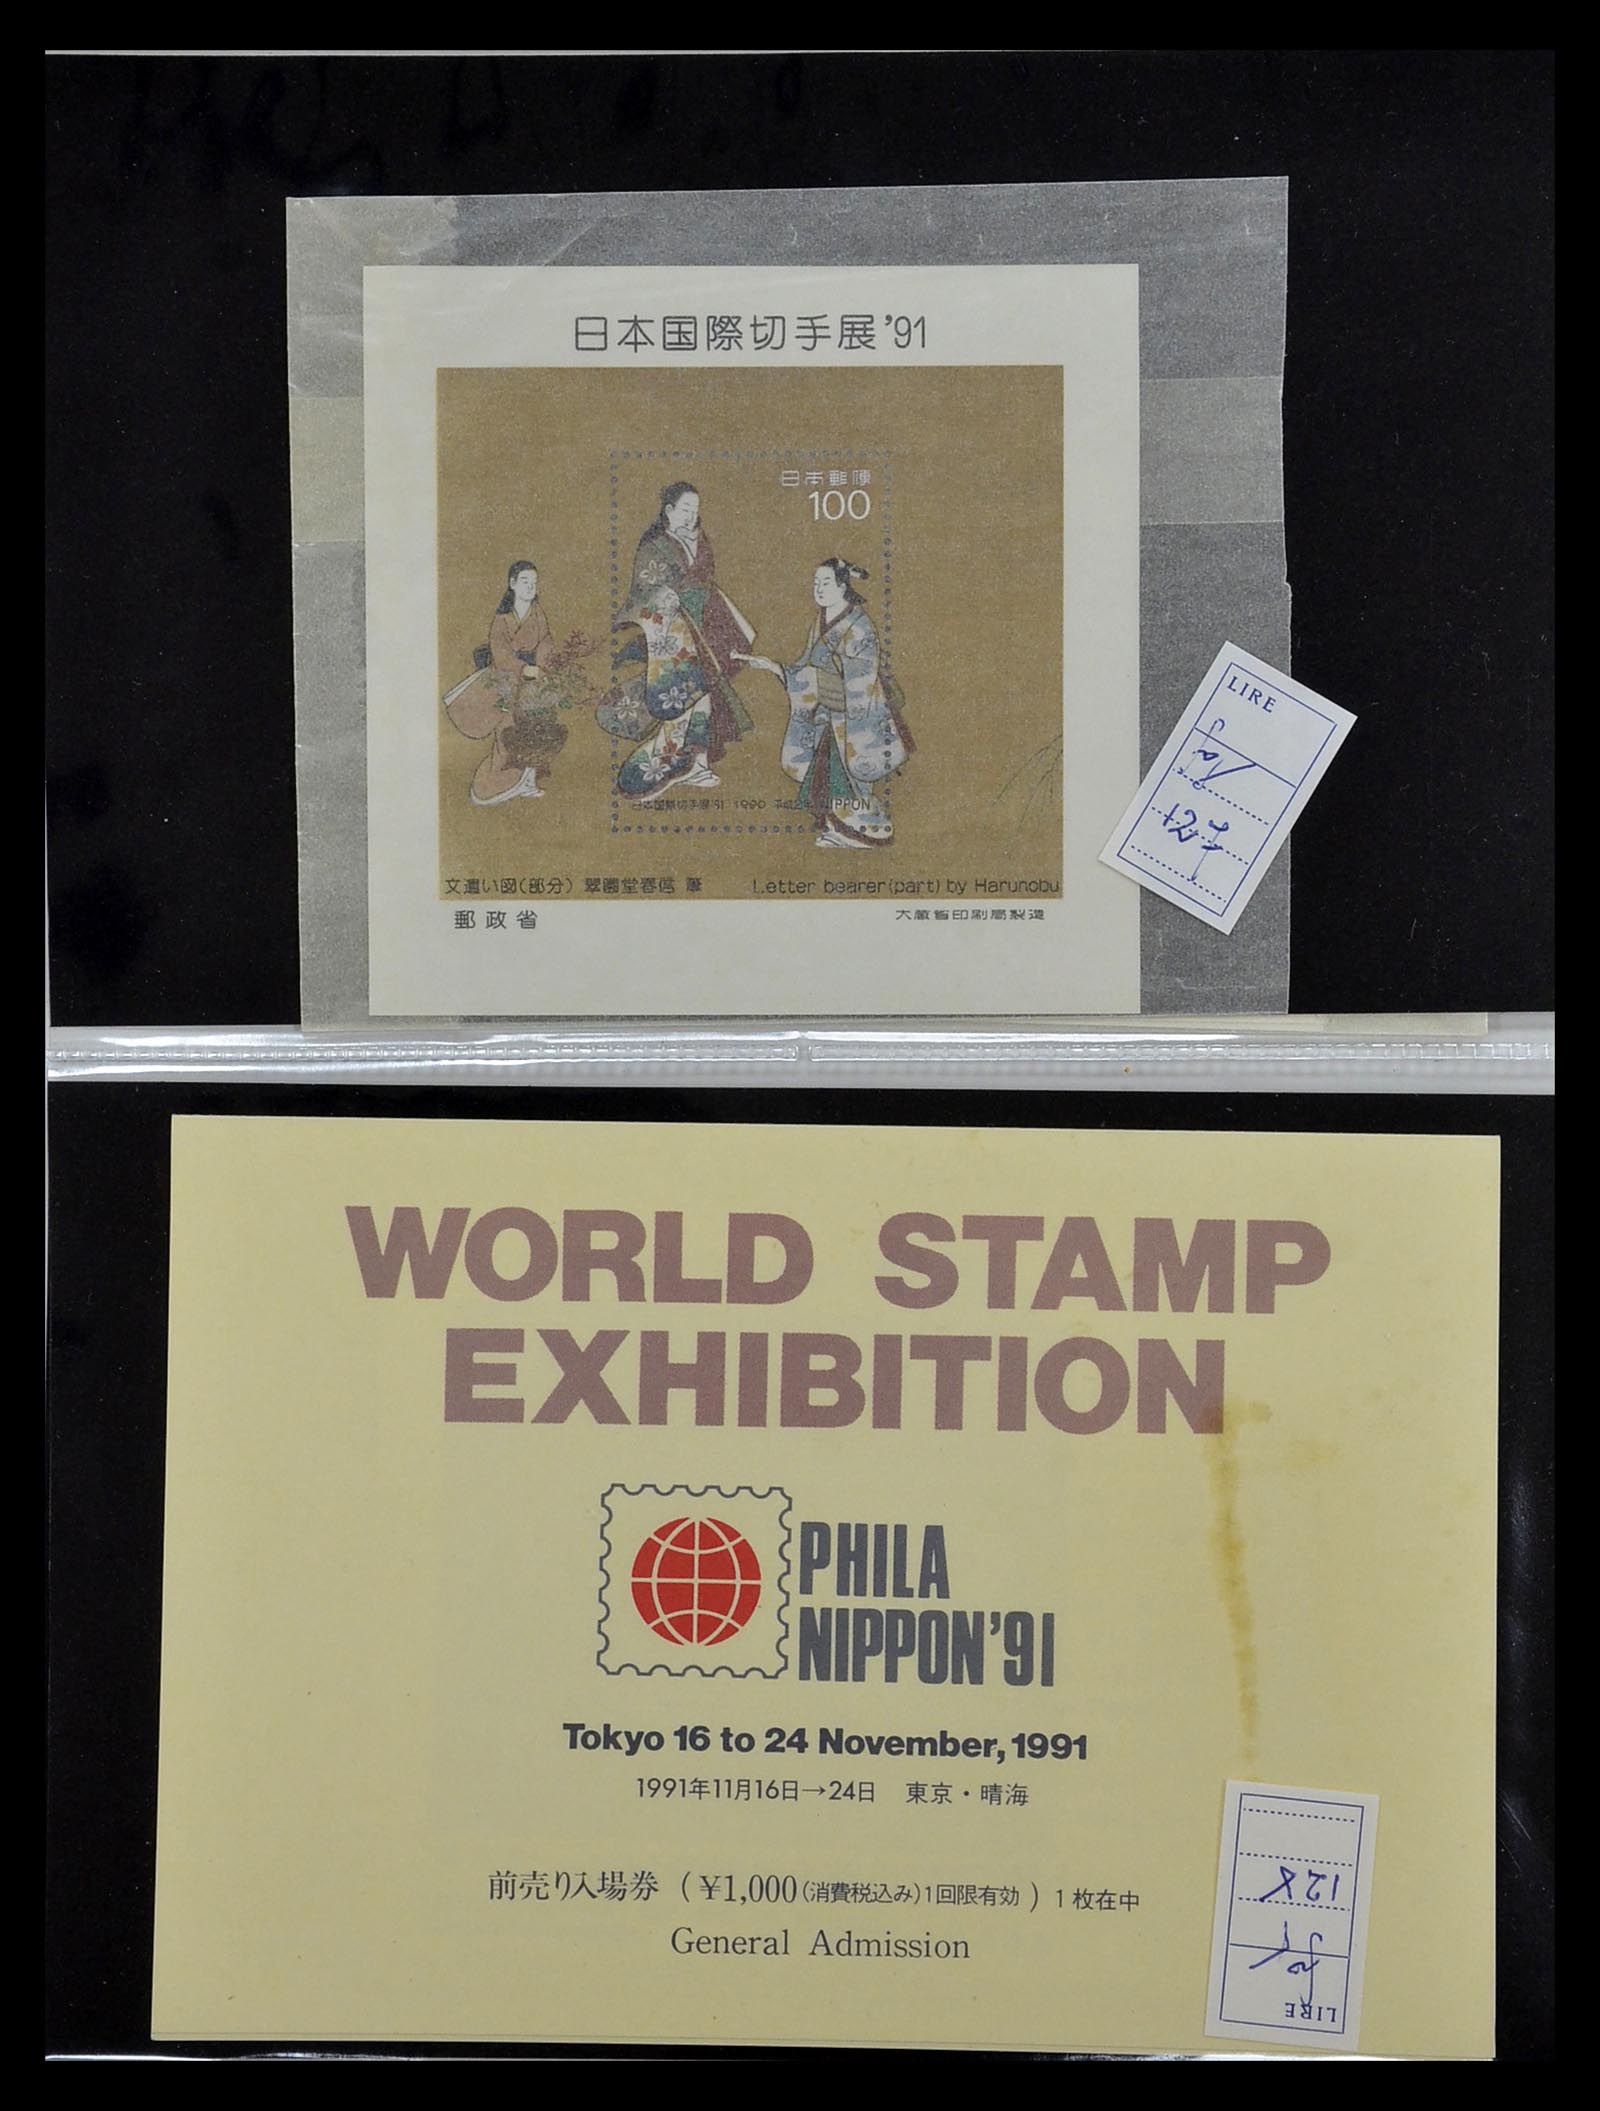 日本国際切手展’91
日本郵便
100
日本国際切手展'91 1990 平成2年 NIPPON
文遣い図(部分) 翠園堂春信 筆 Letter bearer(part) by Harunobu
郵政省 大蔵省印刷局製造
LIRE
127
WORLD STAMP
EXHIBITION
PHILA
NIPPON’91
Tokyo 16 to 24 November, 1991
1991年11月16日→24日 東京・晴海
前売り入場券 (¥1,000(消費税込み)1回限有効) 1枚在中
General Admission
128
LIRE